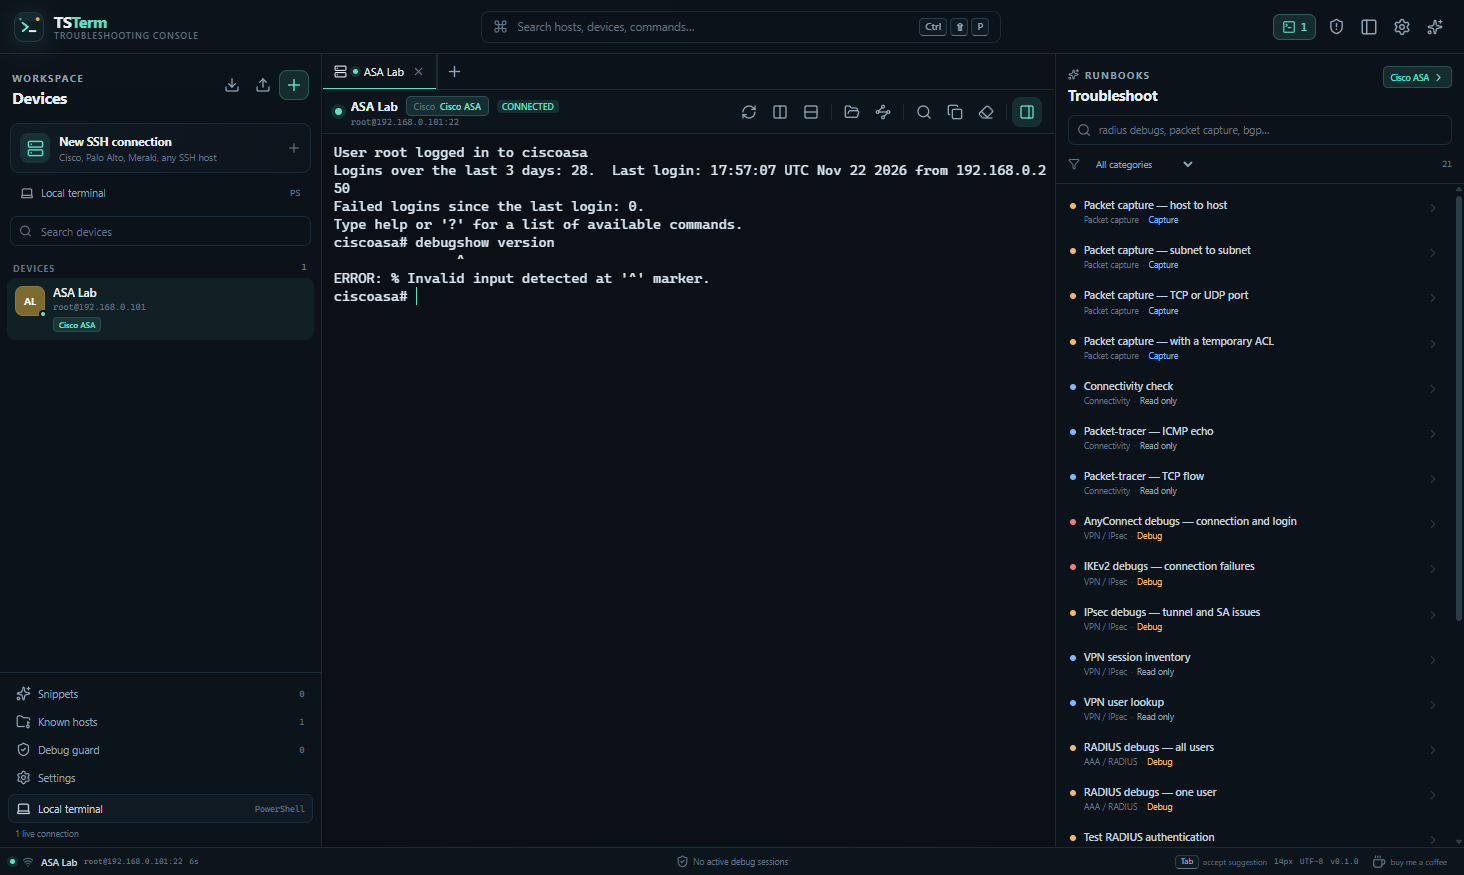 TSTerm
TROUBLESHOOTING CONSOLE
Search hosts, devices, commands...
Ctrl
P
1
WORKSPACE
Devices
New SSH connection
Cisco, Palo Alto, Meraki, any SSH host
Local terminal
PS
Search devices
DEVICES
1
AL
ASA Lab
root@192.168.0.101
Cisco ASA
Snippets
0
Known hosts
1
Debug guard
0
Settings
Local terminal
PowerShell
1 live connection
ASA Lab
ASA Lab
Cisco Cisco ASA
CONNECTED
root@192.168.0.101:22
User root logged in to ciscoasa
Logins over the last 3 days: 28.  Last login: 17:57:07 UTC Nov 22 2026 from 192.168.0.2
50
Failed logins since the last login: 0.
Type help or '?' for a list of available commands.
ciscoasa# debugshow version
^
ERROR: % Invalid input detected at '^' marker.
ciscoasa#
RUNBOOKS
Troubleshoot
Cisco ASA
radius debugs, packet capture, bgp...
All categories
21
Packet capture — host to host
Packet capture · Capture
Packet capture — subnet to subnet
Packet capture · Capture
Packet capture — TCP or UDP port
Packet capture · Capture
Packet capture — with a temporary ACL
Packet capture · Capture
Connectivity check
Connectivity · Read only
Packet-tracer — ICMP echo
Connectivity · Read only
Packet-tracer — TCP flow
Connectivity · Read only
AnyConnect debugs — connection and login
VPN / IPsec · Debug
IKEv2 debugs — connection failures
VPN / IPsec · Debug
IPsec debugs — tunnel and SA issues
VPN / IPsec · Debug
VPN session inventory
VPN / IPsec · Read only
VPN user lookup
VPN / IPsec · Read only
RADIUS debugs — all users
AAA / RADIUS · Debug
RADIUS debugs — one user
AAA / RADIUS · Debug
Test RADIUS authentication
ASA Lab
root@192.168.0.101:22
6s
No active debug sessions
Tab
accept suggestion
14px
UTF-8
v0.1.0
buy me a coffee